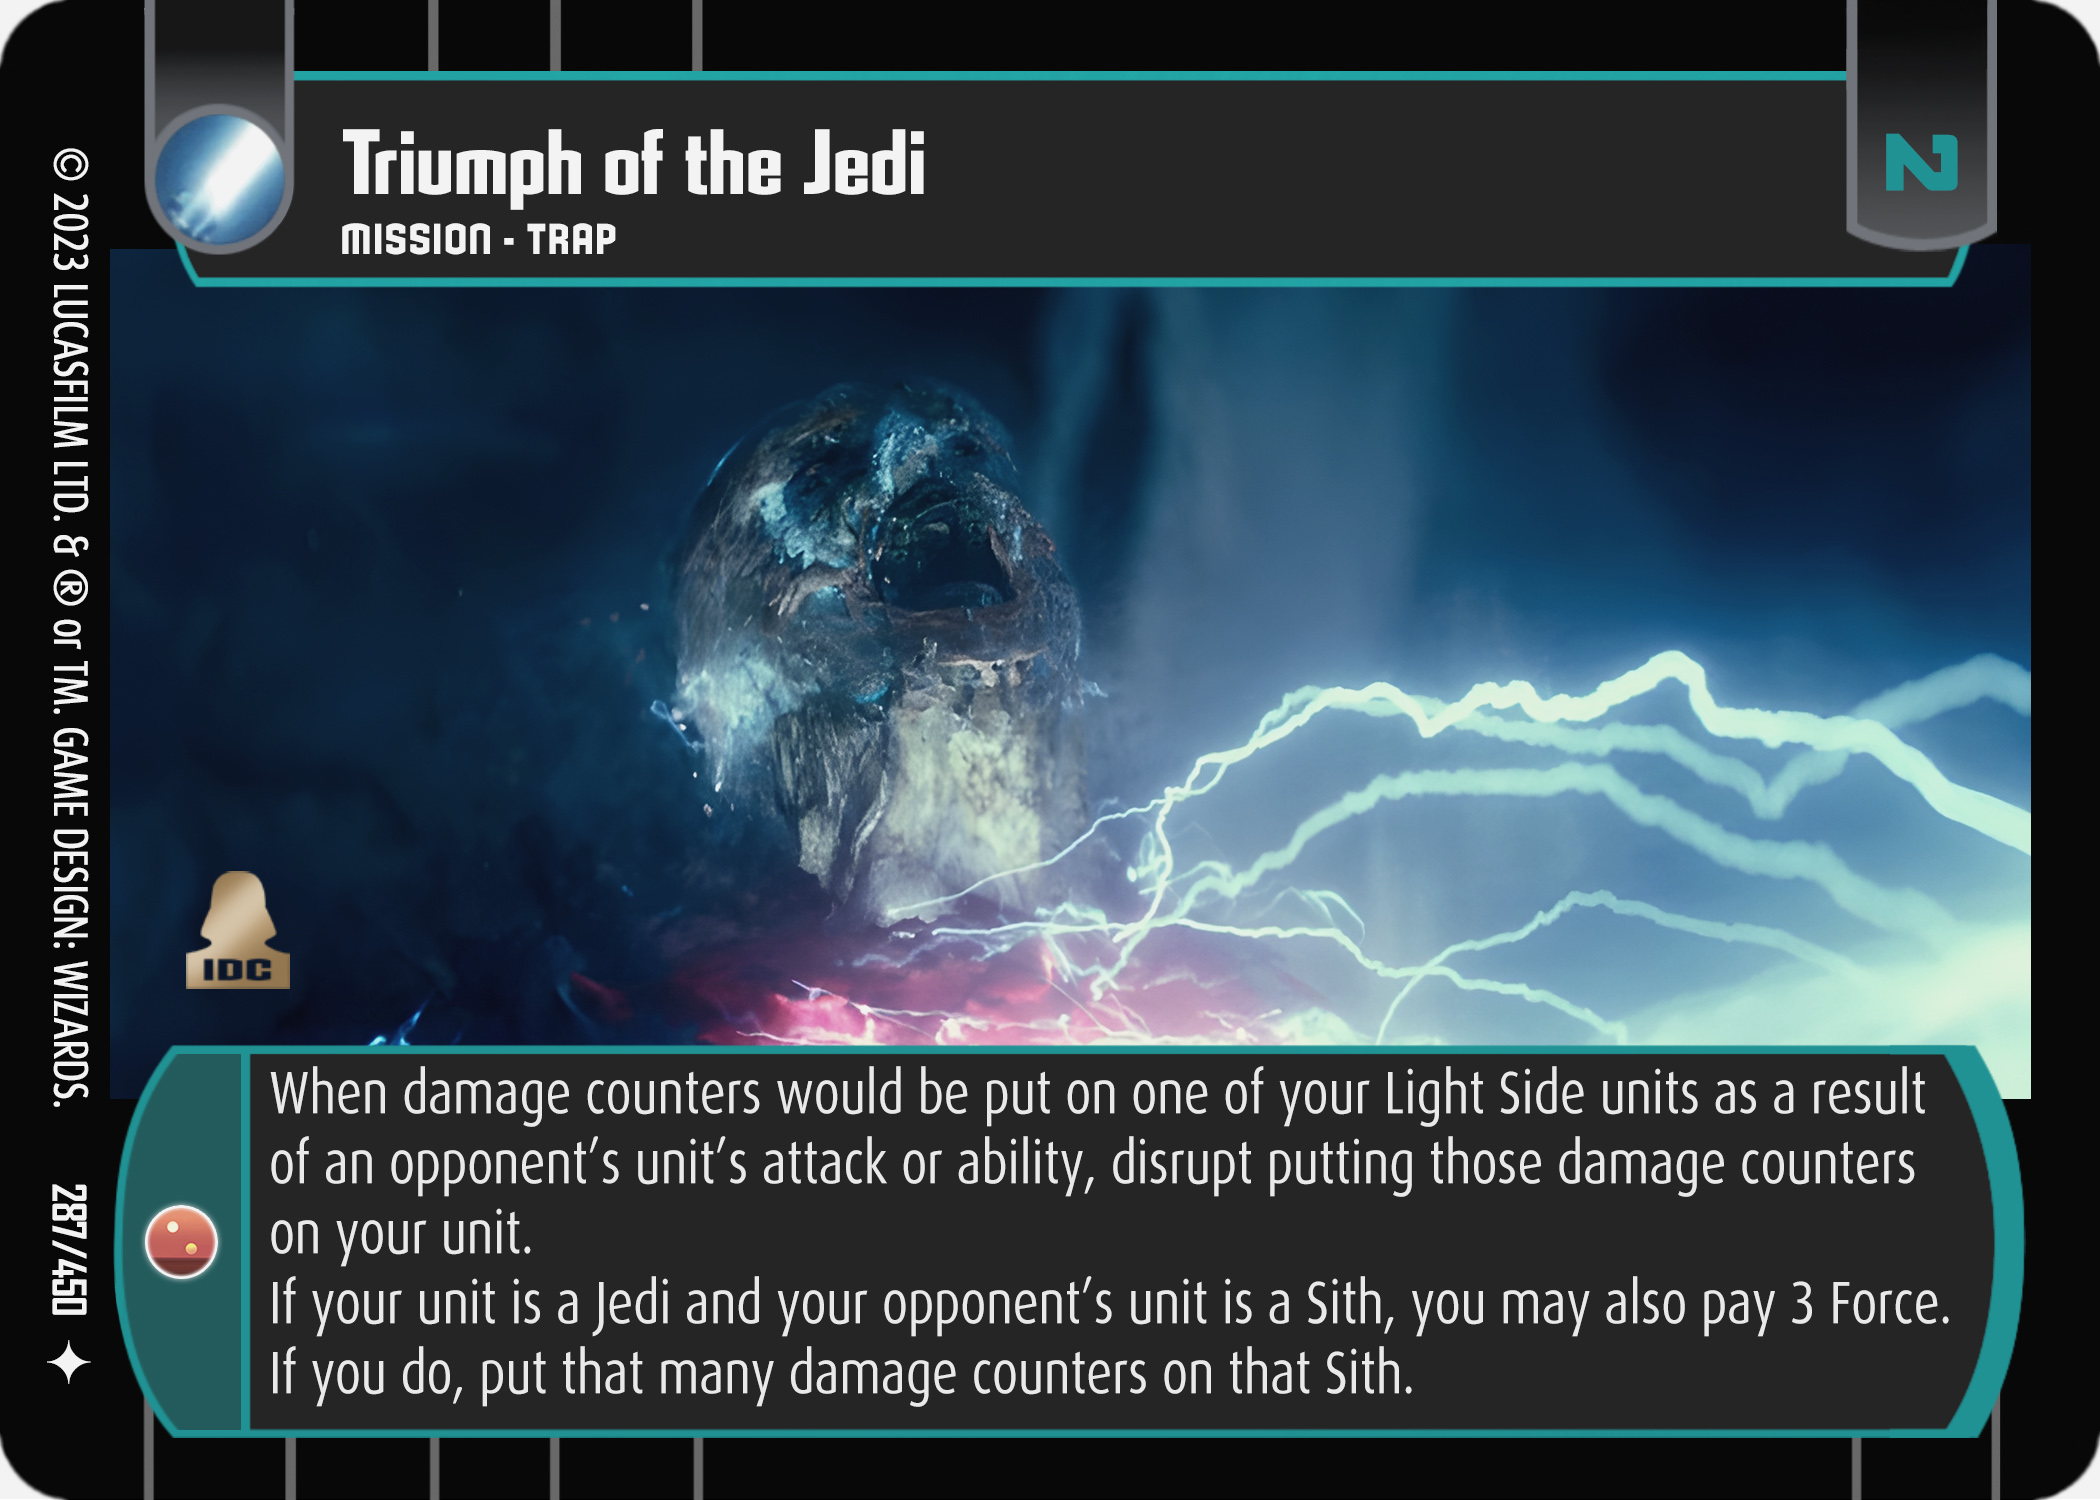 Triumph of the Jedi
MISSION - TRAP
2
IDC
When damage counters would be put on one of your Light Side units as a result
of an opponent’s unit’s attack or ability, disrupt putting those damage counters
on your unit.
If your unit is a Jedi and your opponent’s unit is a Sith, you may also pay 3 Force.
If you do, put that many damage counters on that Sith.
© 2023 LUCASFILM LTD. & ® or TM. GAME DESIGN: WIZARDS. 287/450